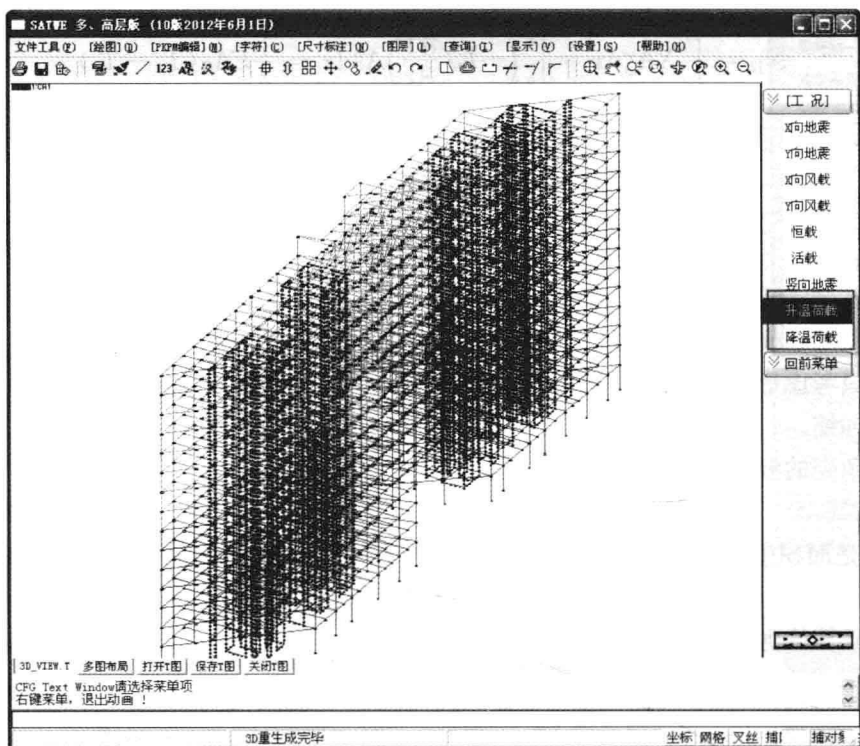 SATWE 多、高层版 (10版2012年6月1日)
文件工具(F) [绘图](D) [PKPM编辑](M) [字符](C) [尺寸标注](N) [图层](L) [查询](I) [显示](V) [设置](S) [帮助](H)
123
[工 况]
X向地震
Y向地震
X向风载
Y向风载
恒载
活载
竖向地震
升温荷载
降温荷载
回前菜单
3D_VIEW.T 多图布局 打开T图 保存T图 关闭T图
CFG Text Window请选择菜单项
右键菜单, 退出动画 !
3D重生成完毕 坐标 网格 叉丝 捕 捕对